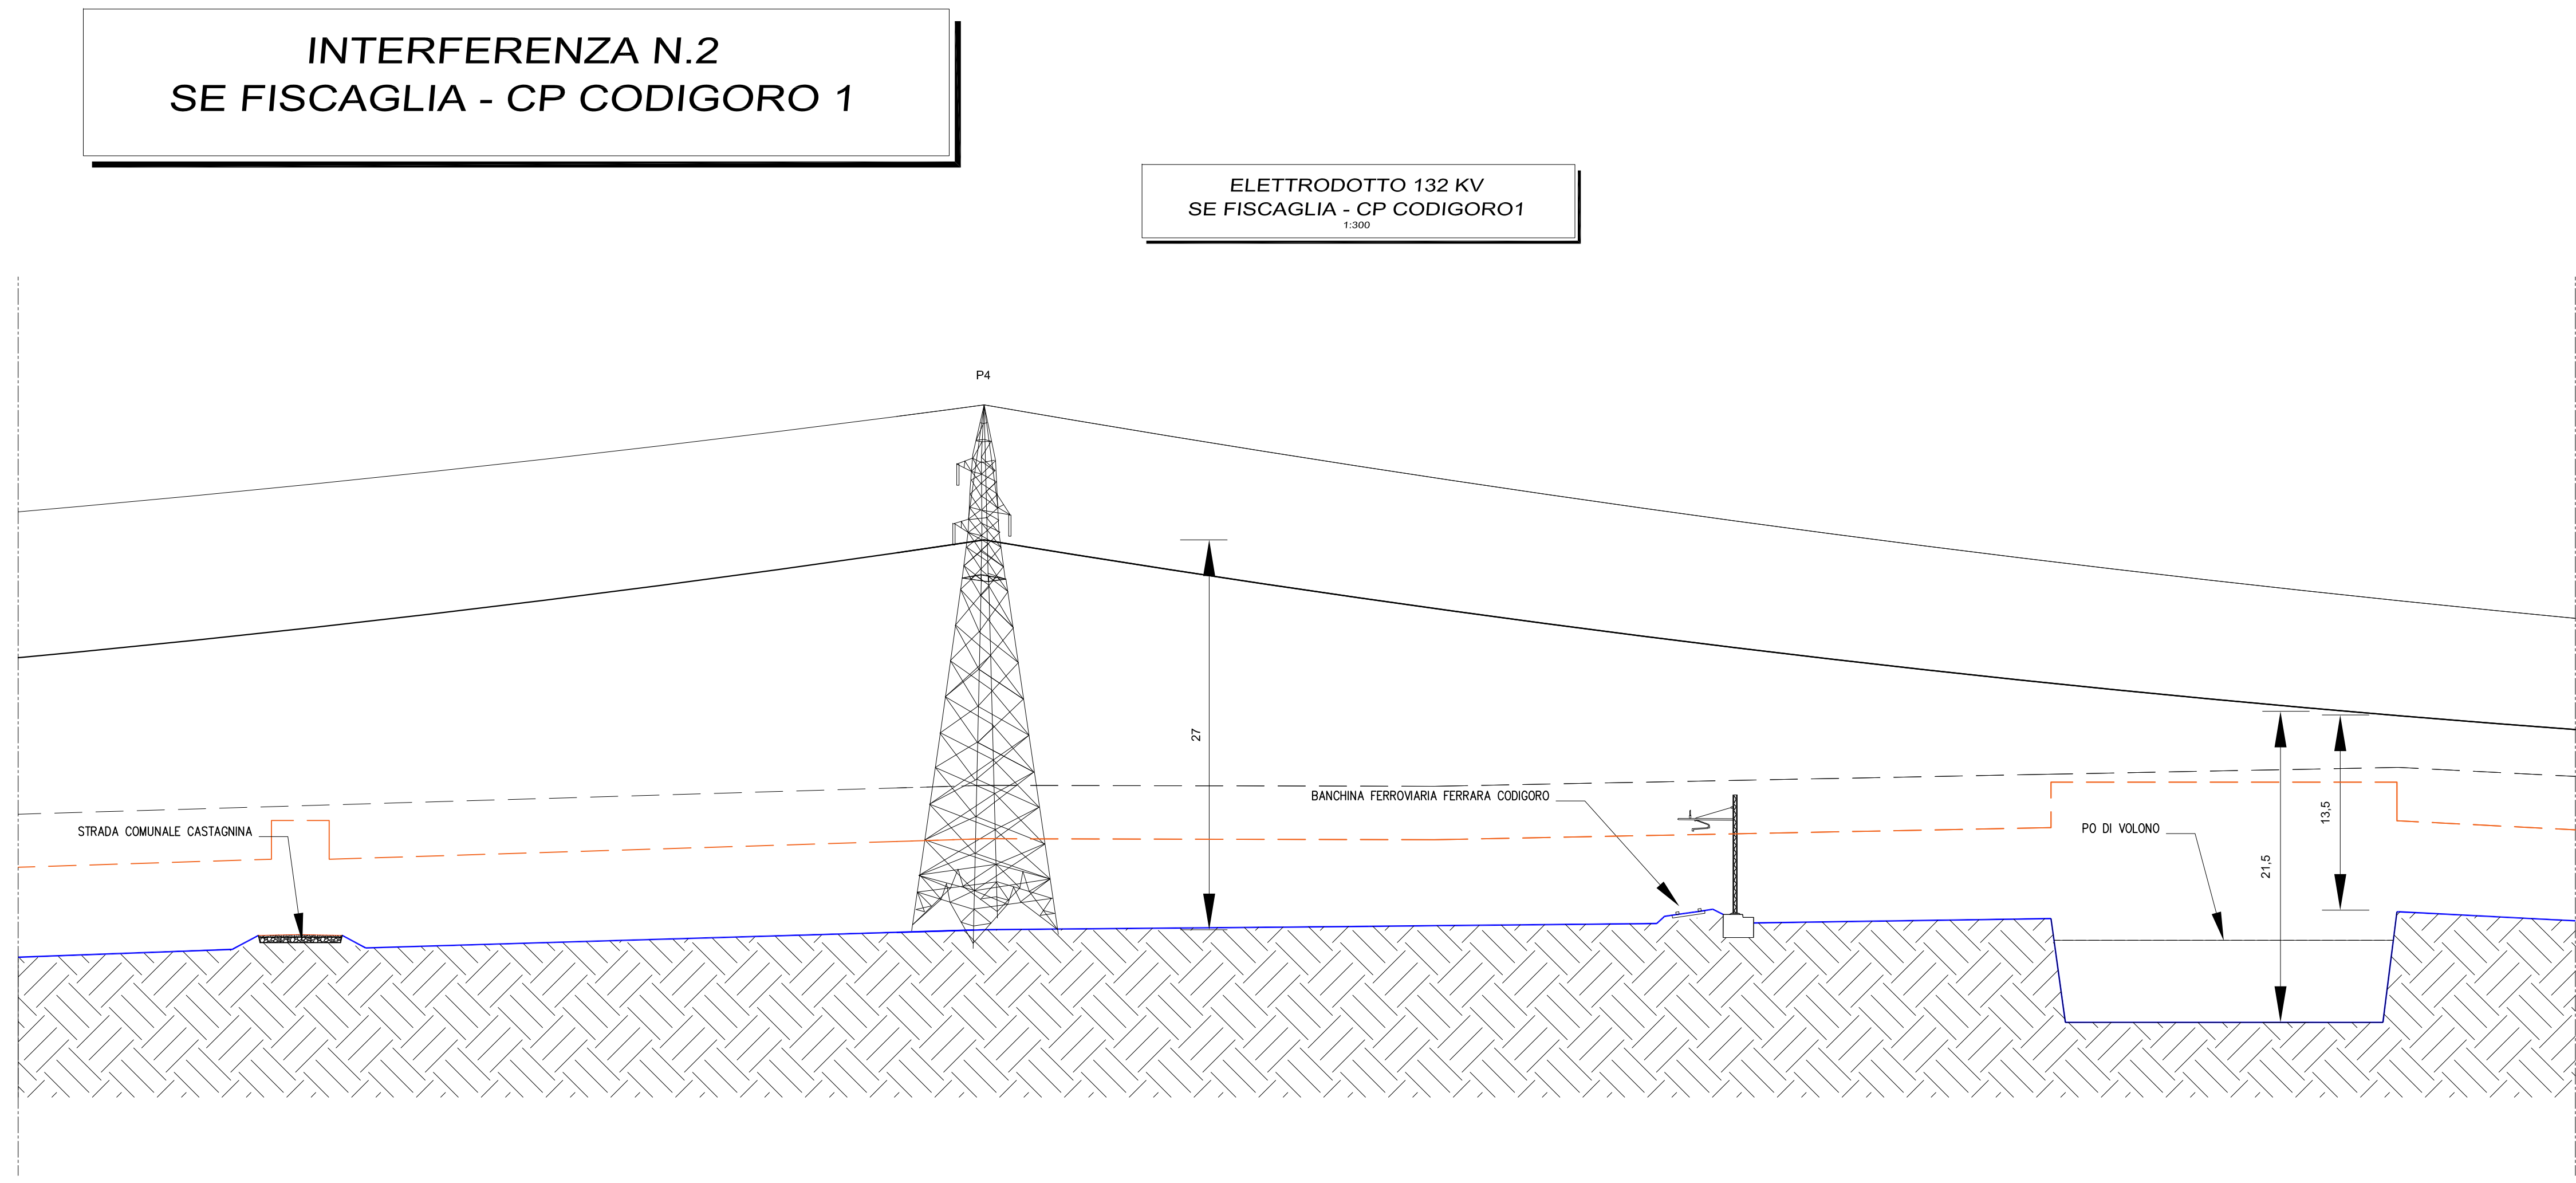 INTERFERENZA N.2
SE FISCAGLIA - CP CODIGORO 1
ELETTRODOTTO 132 KV
SE FISCAGLIA - CP CODIGORO1
1:300
P4
27
BANCHINA FERROVIARIA FERRARA CODIGORO
STRADA COMUNALE CASTAGNINA
PO DI VOLONO
13,5
21,5